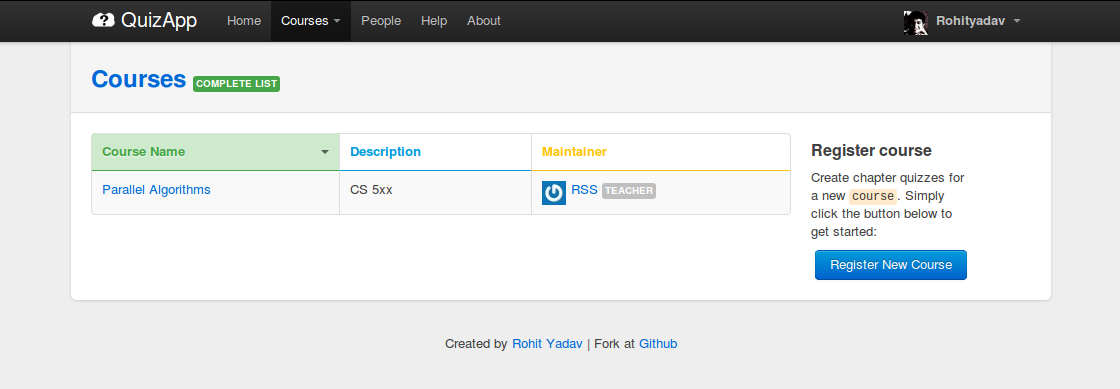 QuizApp Home Courses People Help About Rohityadav
Courses COMPLETE LIST
Course Name Description Maintainer
Parallel Algorithms CS 5xx RSS TEACHER
Register course
Create chapter quizzes for
a new course. Simply
click the button below to
get started:
Register New Course
Created by Rohit Yadav | Fork at Github